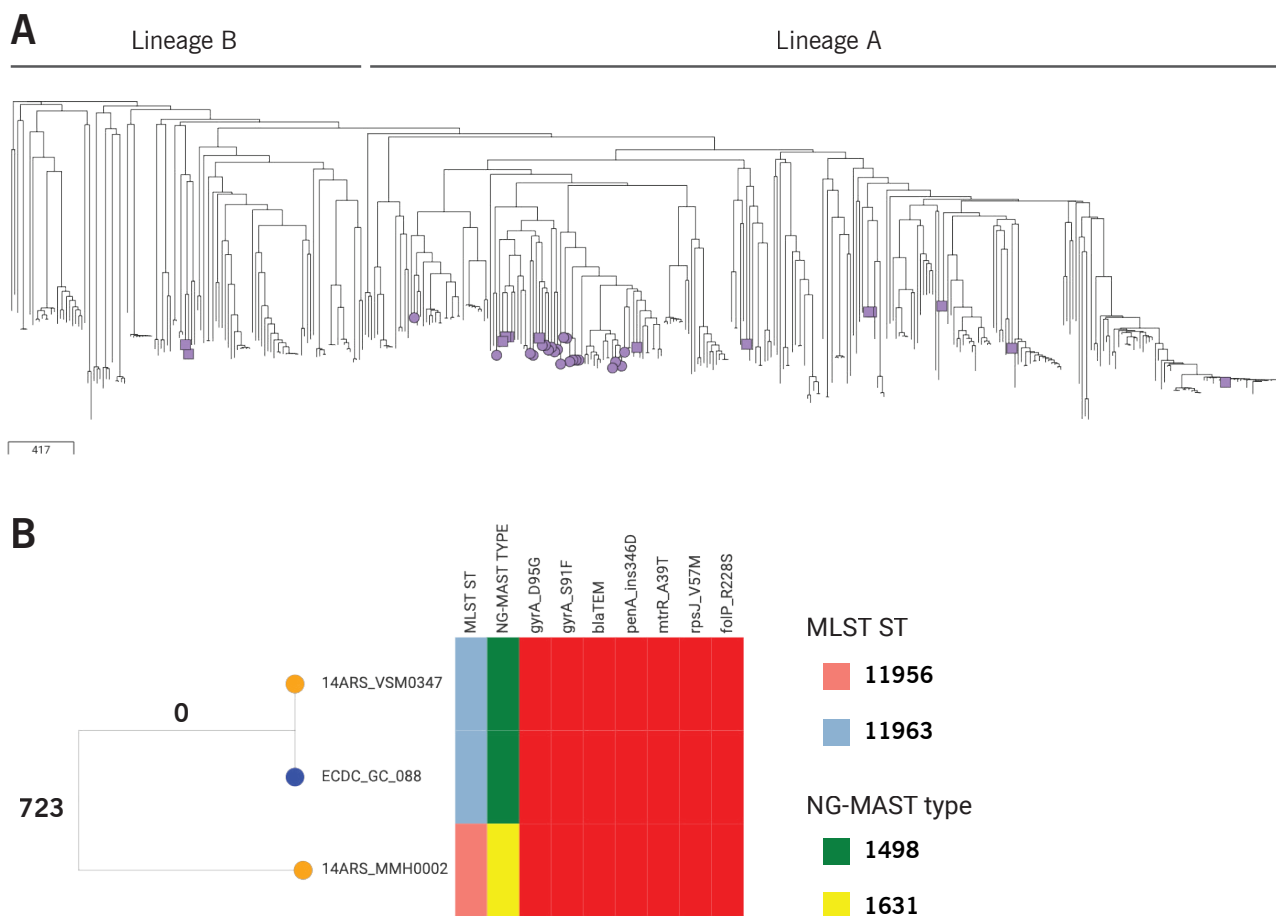 A
Lineage B
Lineage A
417
B
MLST ST
NG-MAST TYPE
gyrA_D95G
gyrA_S91F
blaTEM
penA_ins346D
mtrR_A39T
rpsJ_V57M
folP_R228S
14ARS_VSM0347
0
ECDC_GC_088
723
14ARS_MMH0002
MLST ST
11956
11963
NG-MAST type
1498
1631